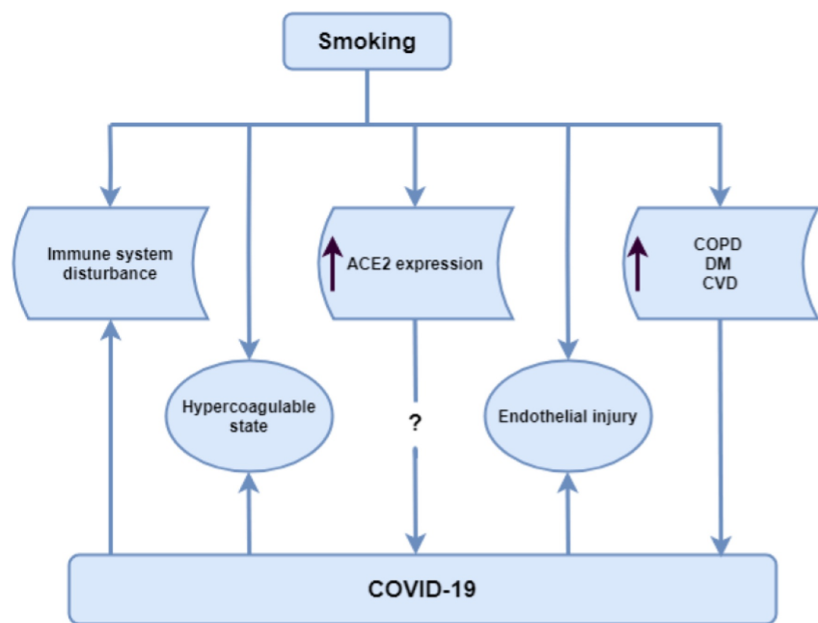 Smoking
Immune system
disturbance
ACE2 expression
COPD
DM
CVD
Hypercoagulable
state
?
Endothelial injury
COVID-19